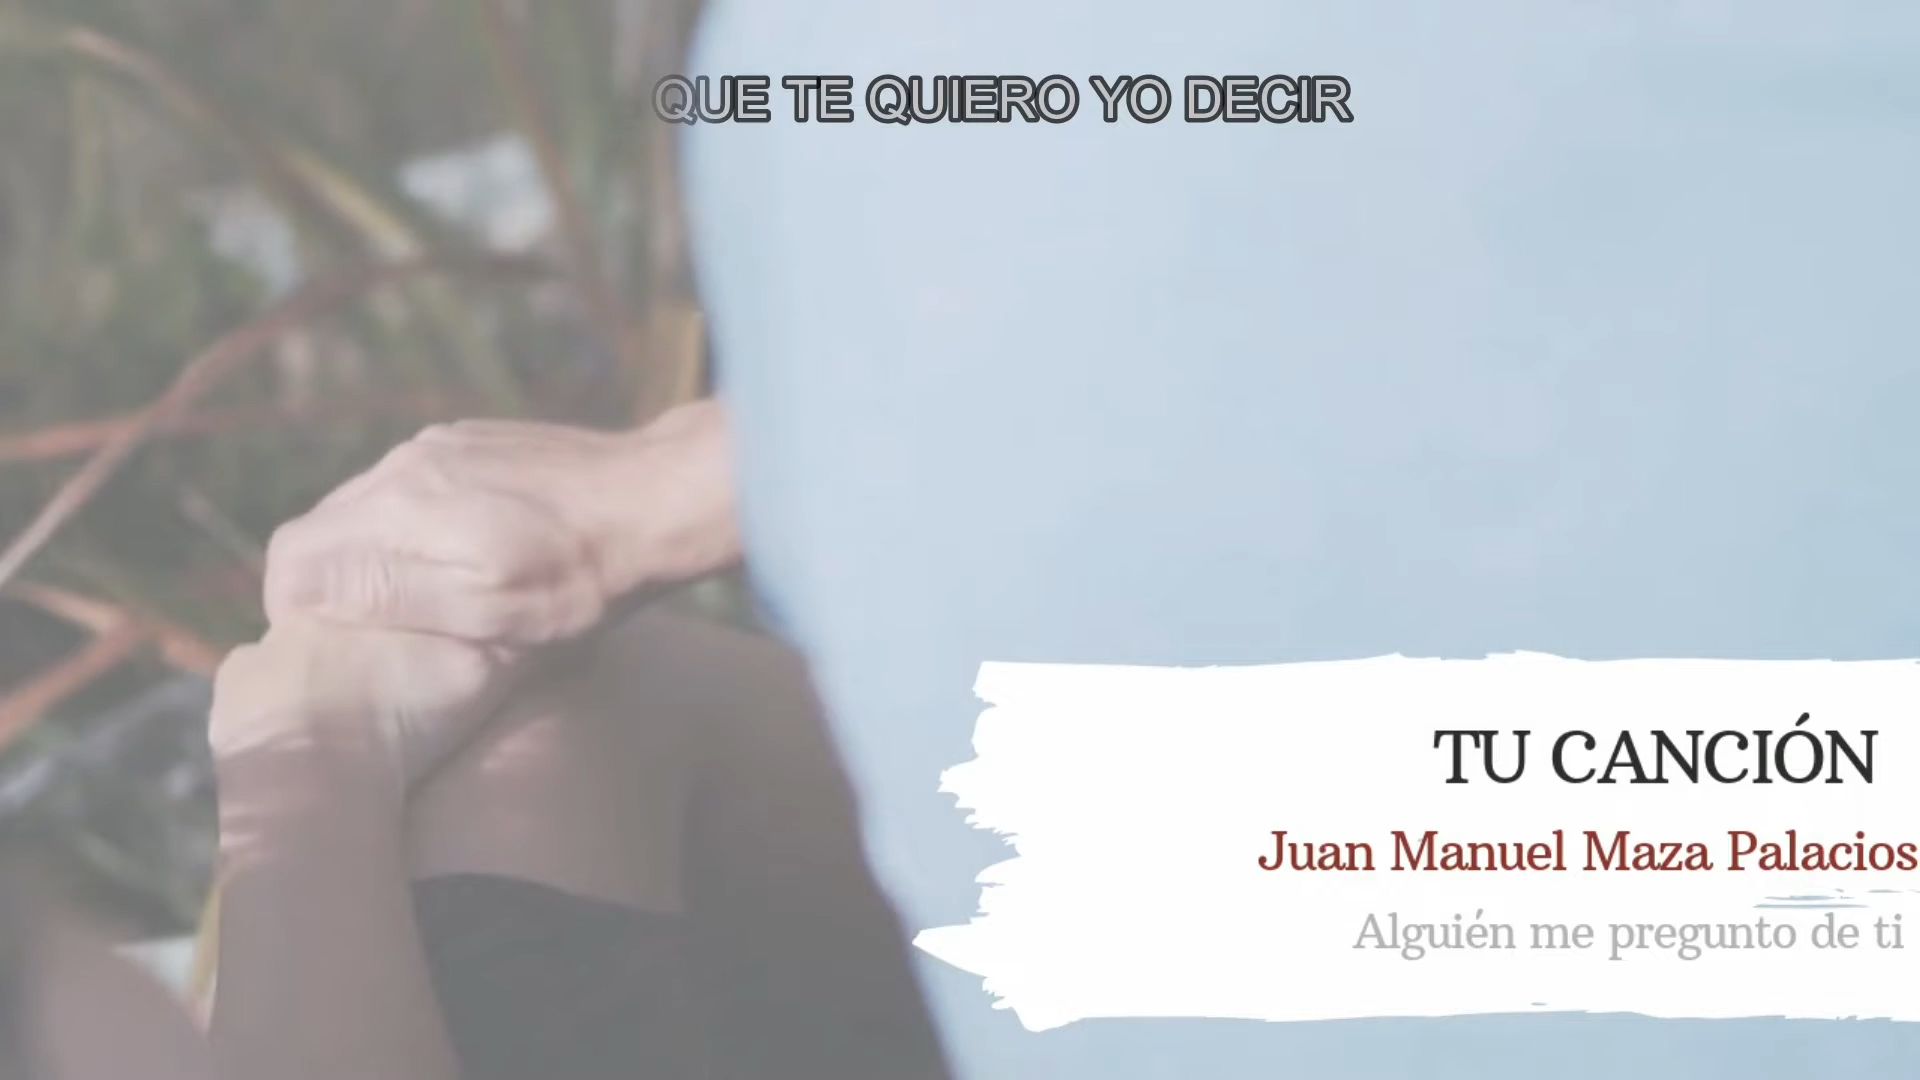 QUE TE QUIERO YO DECIR
TU CANCIÓN
Juan Manuel Maza Palacios
Alguién me pregunto de ti